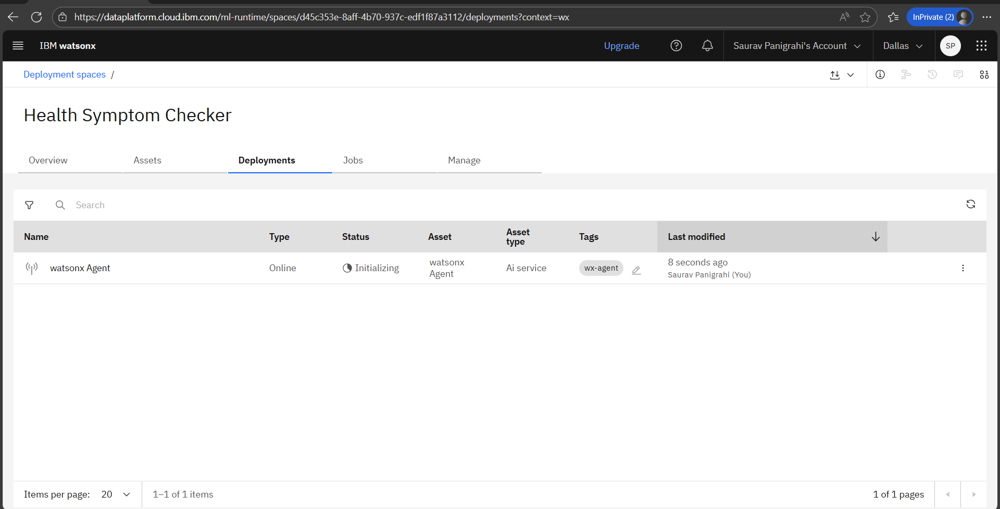 https://dataplatform.cloud.ibm.com/ml-runtime/spaces/d45c353e-8aff-4b70-937c-edf1f87a3112/deployments?context=wx
InPrivate (2)
IBM watsonx
Upgrade
Saurav Panigrahi's Account
Dallas
SP
Deployment spaces /
Health Symptom Checker
Overview
Assets
Deployments
Jobs
Manage
Search
Name
Type
Status
Asset
Asset type
Tags
Last modified
watsonx Agent
Online
Initializing
watsonx
Agent
Ai service
wx-agent
8 seconds ago
Saurav Panigrahi (You)
Items per page: 20
1–1 of 1 items
1 of 1 pages